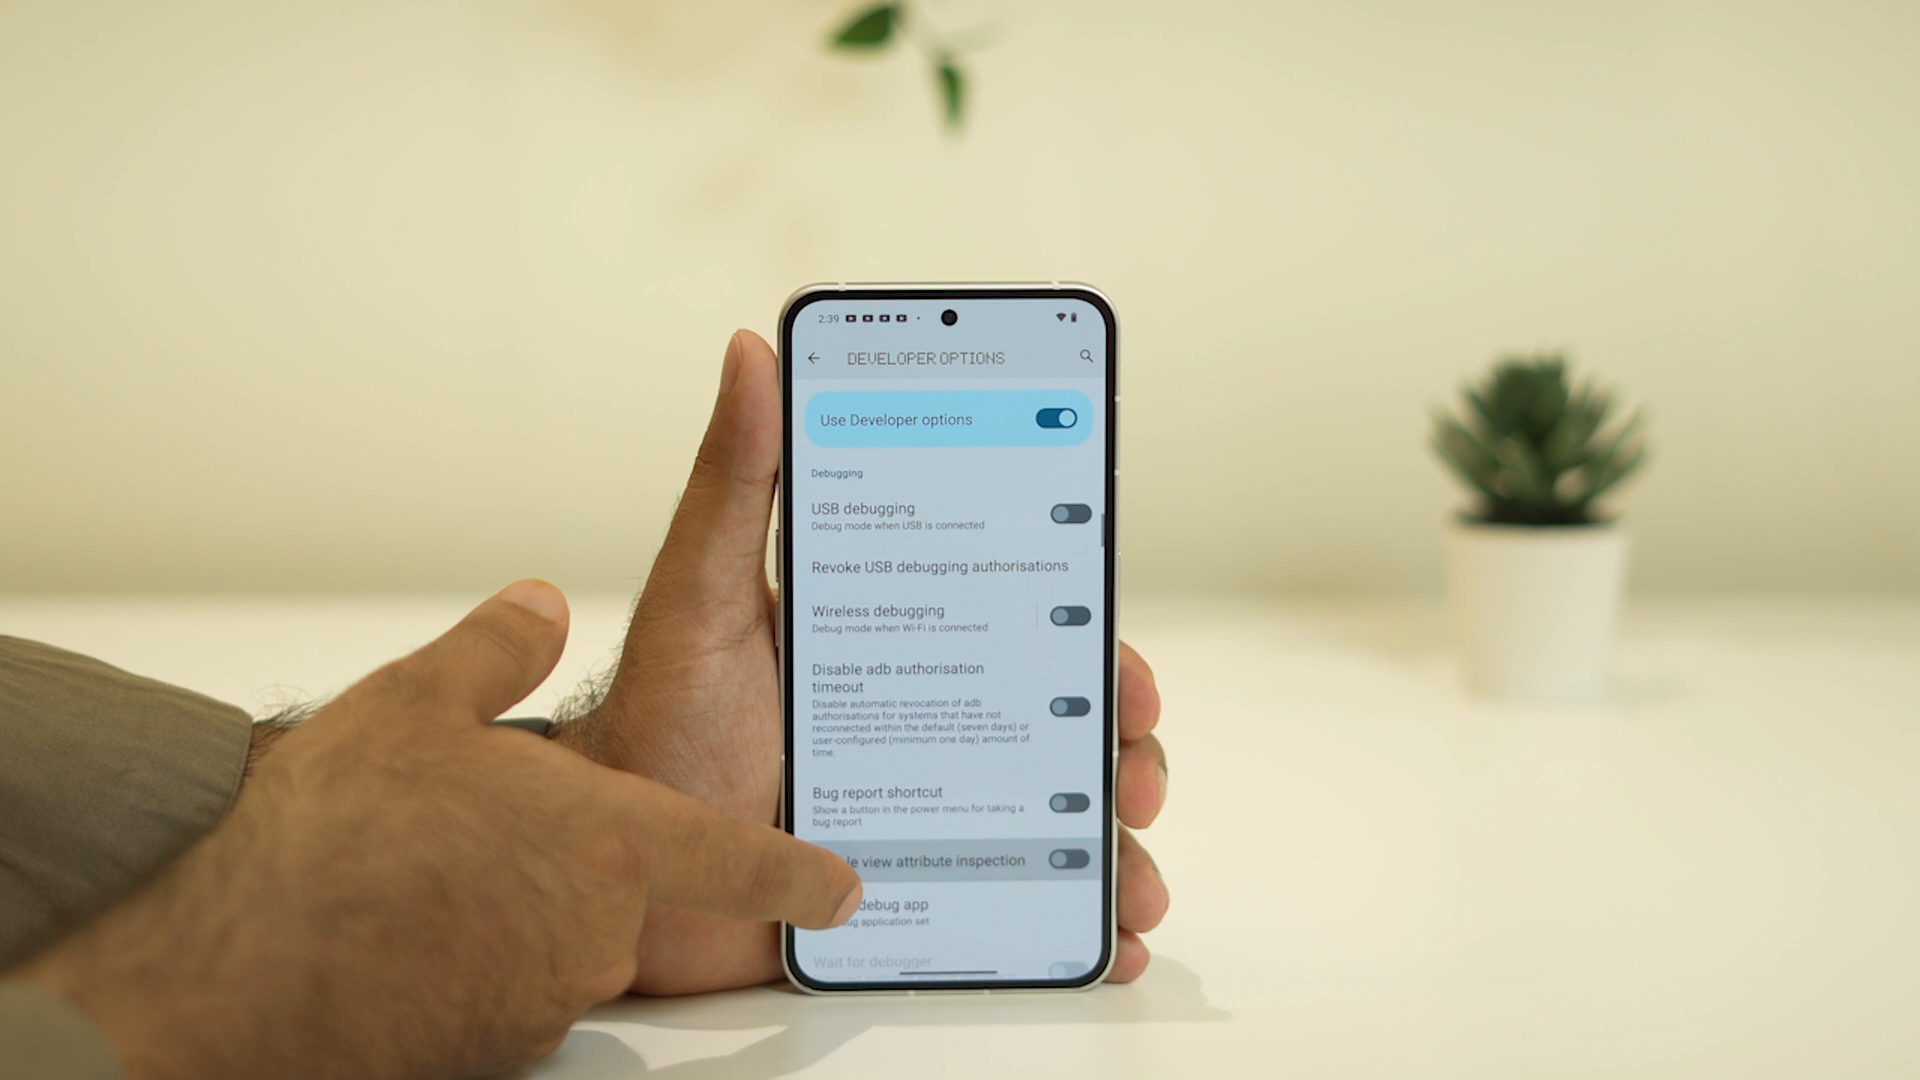 2:39
DEVELOPER OPTIONS
Use Developer options
Debugging
USB debugging
Debug mode when USB is connected
Revoke USB debugging authorisations
Wireless debugging
Debug mode when Wi-Fi is connected
Disable adb authorisation
timeout
Disable automatic revocation of adb
authorisations for systems that have not
reconnected within the default (seven days) or
user-configured (minimum one day) amount of
time.
Bug report shortcut
Show a button in the power menu for taking a
bug report
view attribute inspection
debug app
application set
Wait for debugger